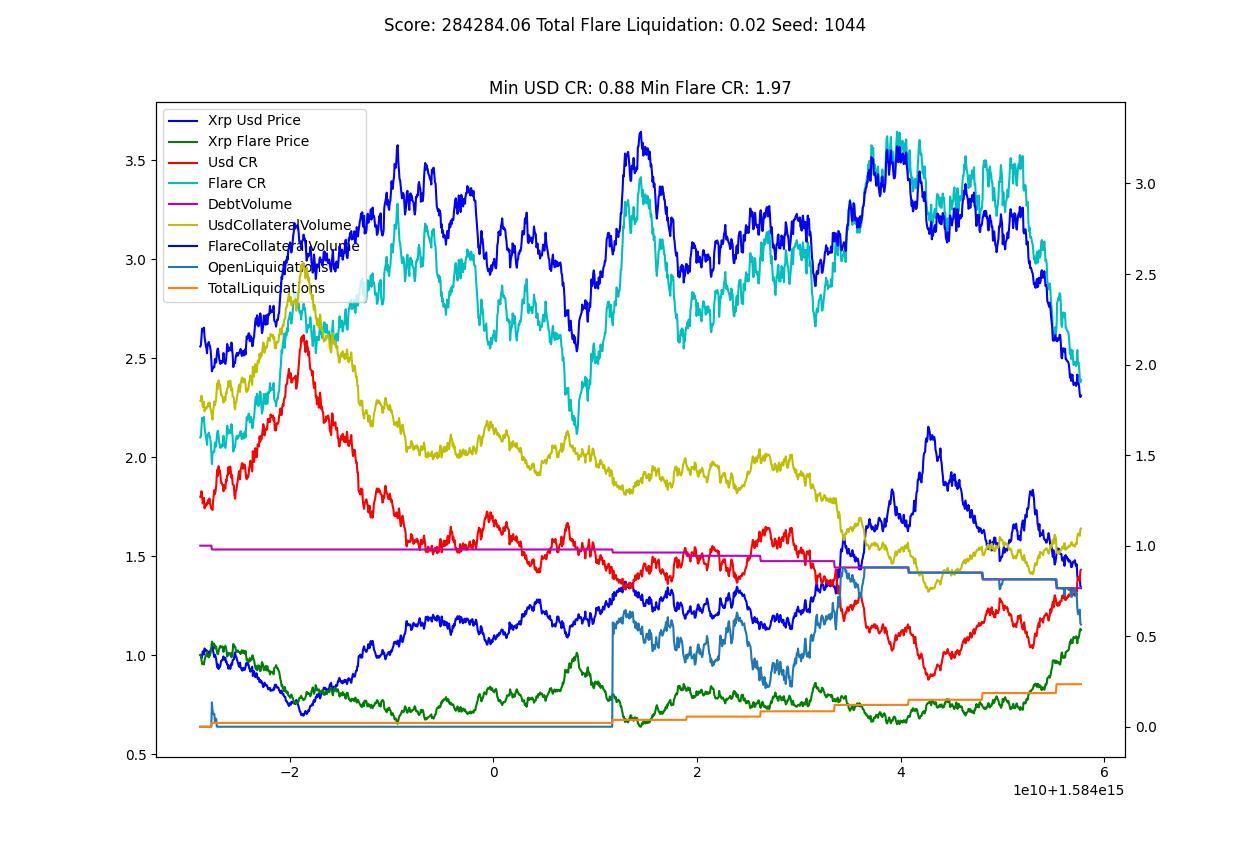 Score: 284284.06 Total Flare Liquidation: 0.02 Seed: 1044
Min USD CR: 0.88 Min Flare CR: 1.97
Xrp Usd Price
Xrp Flare Price
Usd CR
Flare CR
DebtVolume
UsdCollateralVolume
FlareCollateralVolume
OpenLiquidations
TotalLiquidations
3.5
3.0
2.5
2.0
1.5
1.0
0.5
3.0
2.5
2.0
1.5
1.0
0.5
0.0
−2 0 2 4 6
1e10+1.584e15